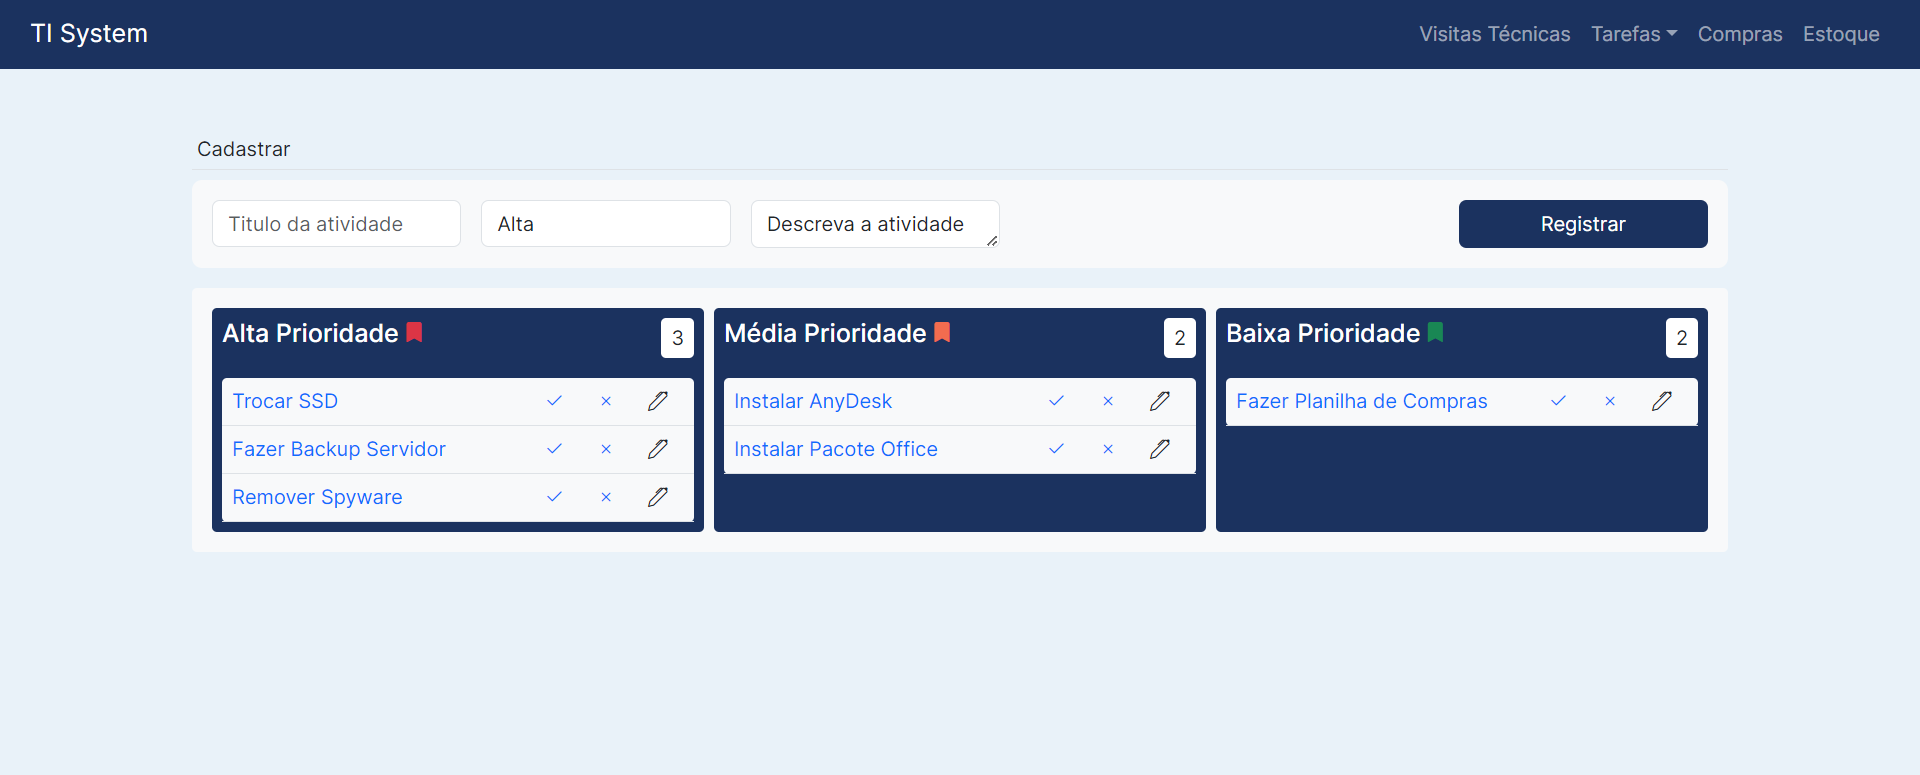 TI System
Visitas Técnicas Tarefas Compras Estoque
Cadastrar
Titulo da atividade
Alta
Descreva a atividade
Registrar
Alta Prioridade 3
Trocar SSD
Fazer Backup Servidor
Remover Spyware
Média Prioridade 2
Instalar AnyDesk
Instalar Pacote Office
Baixa Prioridade 2
Fazer Planilha de Compras